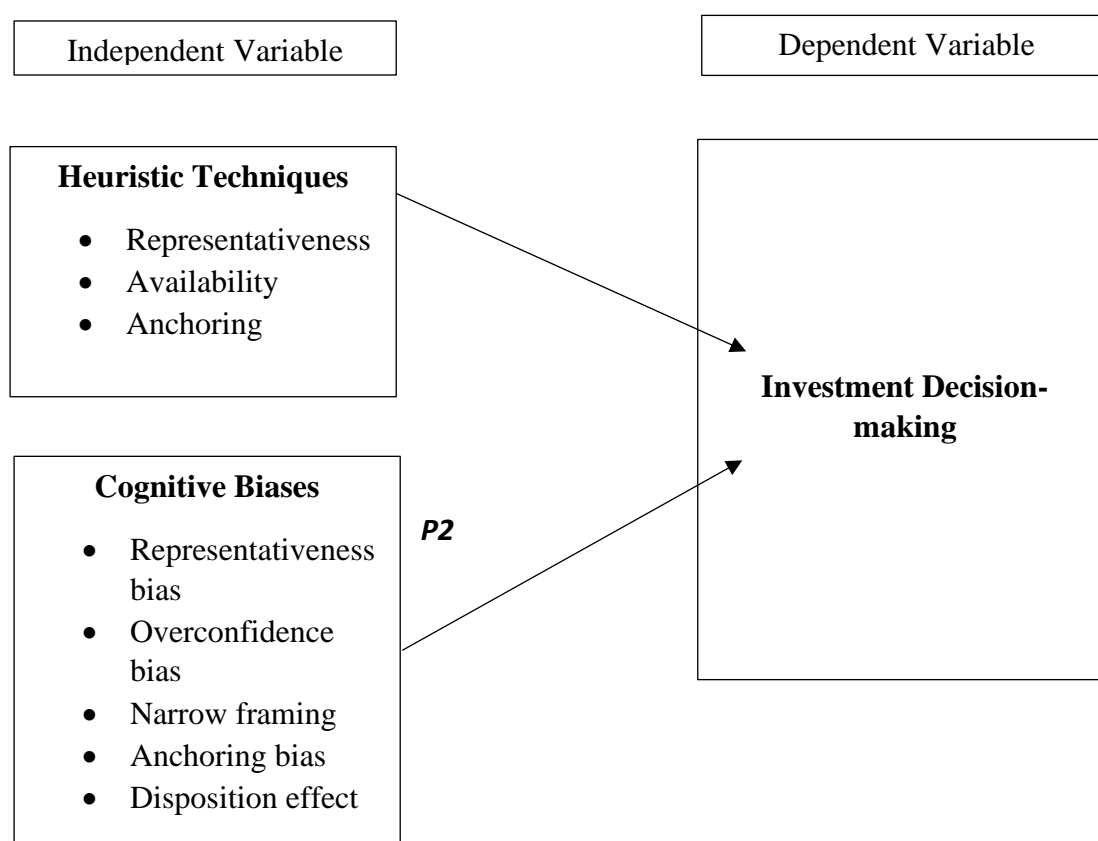 Independent Variable
Dependent Variable
Heuristic Techniques
• Representativeness
• Availability
• Anchoring
Investment Decision-
making
Cognitive Biases
• Representativeness
bias
• Overconfidence
bias
• Narrow framing
• Anchoring bias
• Disposition effect
P2